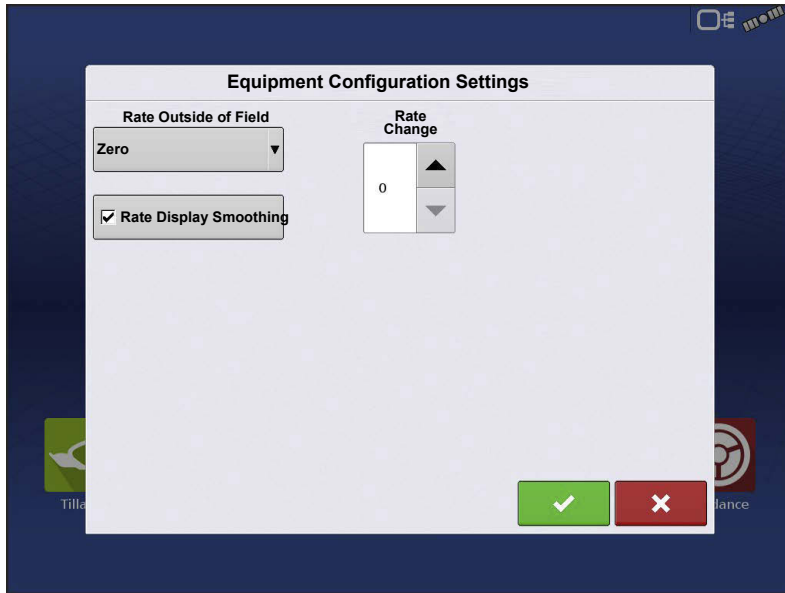 Equipment Configuration Settings
Rate Outside of Field
Zero
Rate Display Smoothing
Rate
Change
0
Tilla
dance